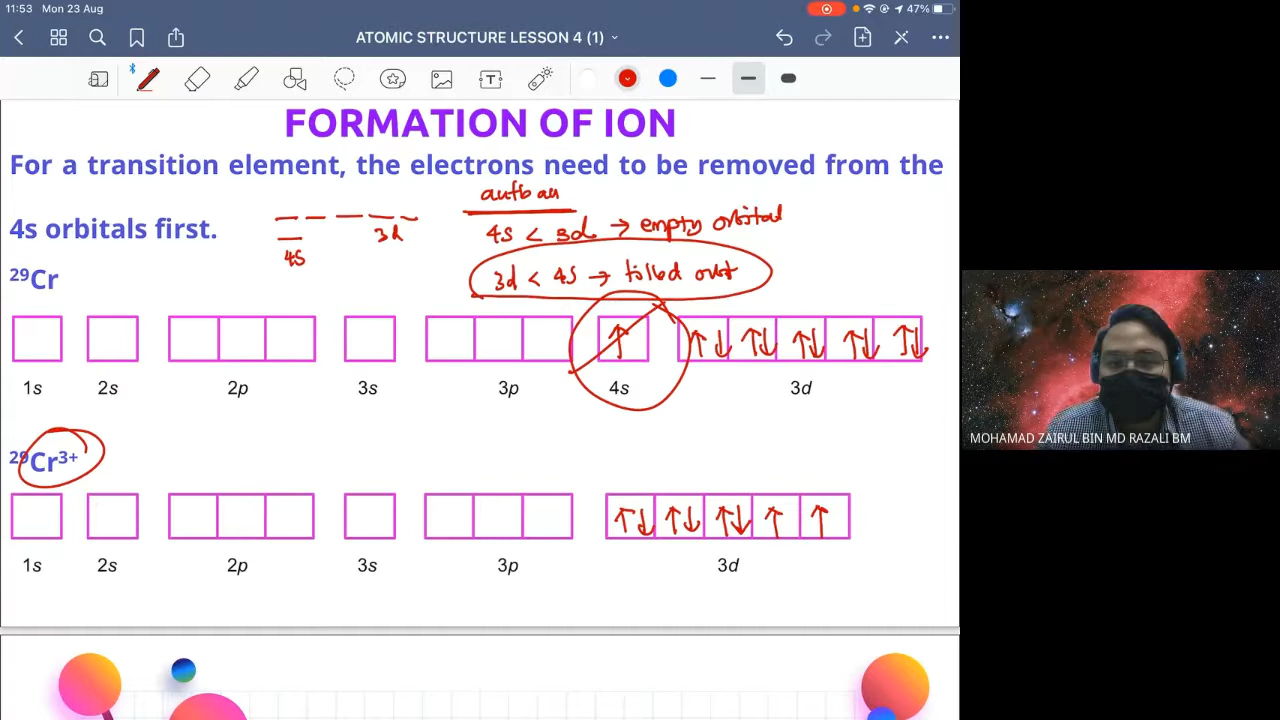 11:53 Mon 23 Aug
47%
ATOMIC STRUCTURE LESSON 4 (1)
FORMATION OF ION
For a transition element, the electrons need to be removed from the
4s orbitals first.
aufbau
4s < 3d → empty orbital
3d
4s
3d < 4s → filled orbt
29Cr
1s 2s 2p 3s 3p 4s 3d
29Cr3+
1s 2s 2p 3s 3p 3d
MOHAMAD ZAIRUL BIN MD RAZALI BM